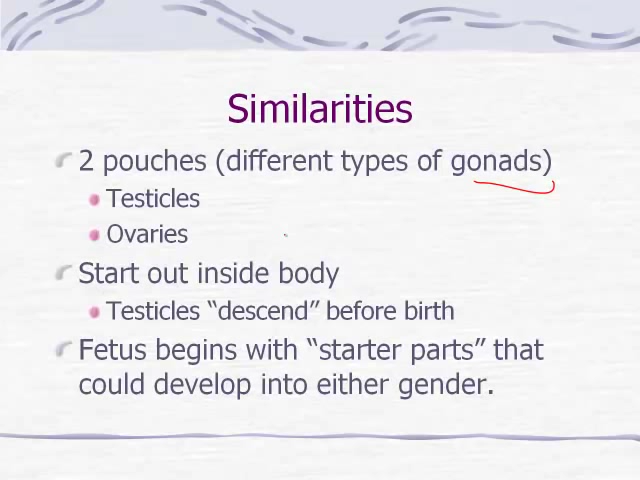 Similarities
2 pouches (different types of gonads)
Testicles
Ovaries
Start out inside body
Testicles “descend” before birth
Fetus begins with “starter parts” that
could develop into either gender.